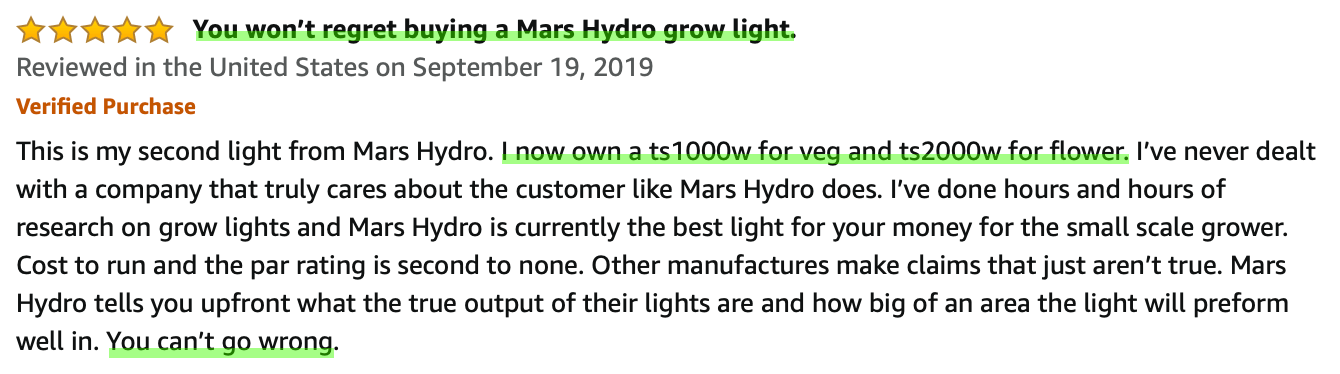 You won't regret buying a Mars Hydro grow light.
Reviewed in the United States on September 19, 2019
Verified Purchase
This is my second light from Mars Hydro. I now own a ts1000w for veg and ts2000w for flower. I've never dealt
with a company that truly cares about the customer like Mars Hydro does. I've done hours and hours of
research on grow lights and Mars Hydro is currently the best light for your money for the small scale grower.
Cost to run and the par rating is second to none. Other manufactures make claims that just aren't true. Mars
Hydro tells you upfront what the true output of their lights are and how big of an area the light will preform
well in. You can't go wrong.